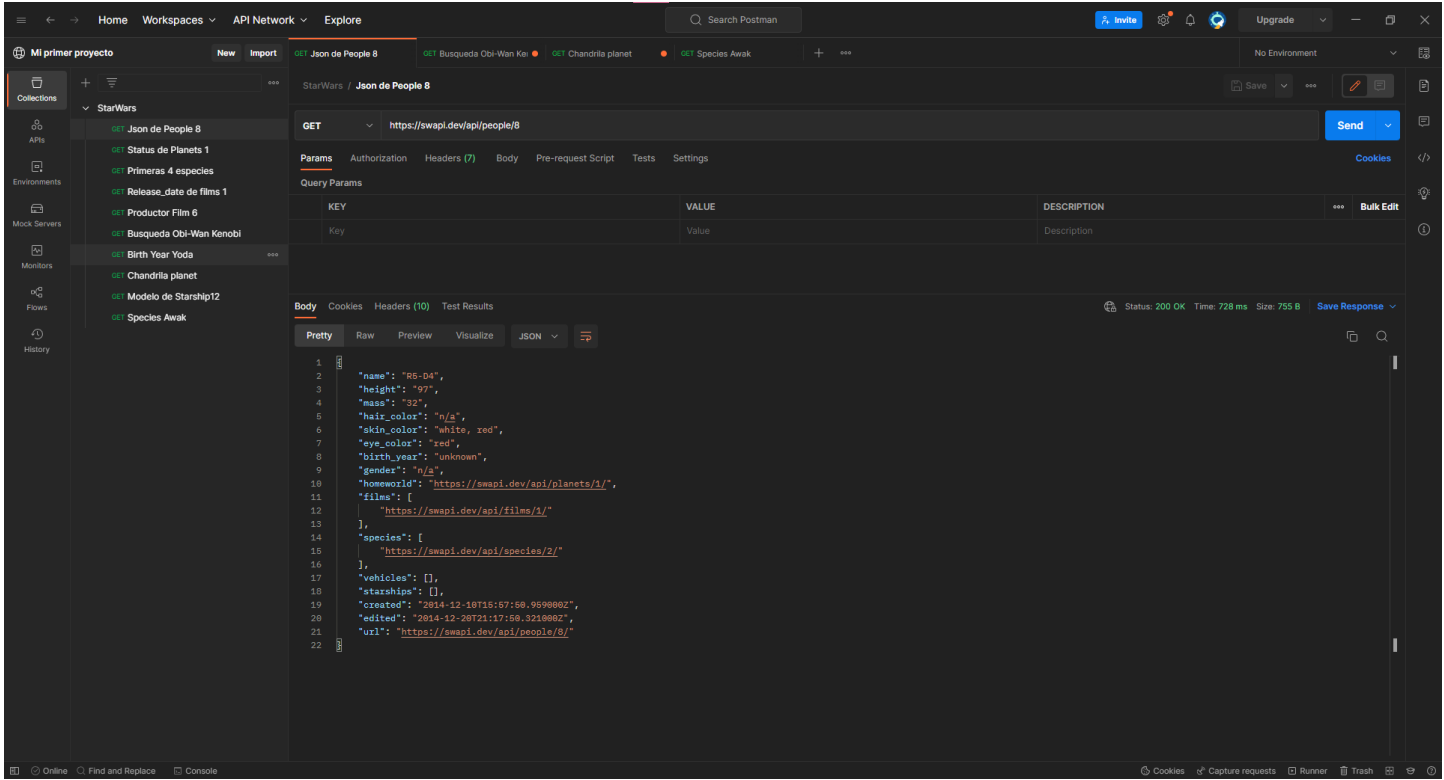 Home Workspaces API Network Explore Search Postman Invite Upgrade
Mi primer proyecto New Import GET Json de People 8 GET Busqueda Obi-Wan Ke GET Chandrila planet GET Species Awak No Environment
Collections
StarWars / Json de People 8 Save
StarWars
GET Json de People 8
GET https://swapi.dev/api/people/8 Send
APIs
GET Status de Planets 1
Params Authorization Headers (7) Body Pre-request Script Tests Settings Cookies
GET Primeras 4 especies
Environments
Query Params
GET Release_date de films 1
KEY VALUE DESCRIPTION Bulk Edit
GET Productor Film 6
Mock Servers
Key Value Description
GET Busqueda Obi-Wan Kenobi
GET Birth Year Yoda
Monitors
GET Chandrila planet
GET Modelo de Starship12
Flows
Body Cookies Headers (10) Test Results Status: 200 OK Time: 728 ms Size: 755 B Save Response
GET Species Awak
Pretty Raw Preview Visualize JSON
History
1 {
2 "name": "R5-D4",
3 "height": "97",
4 "mass": "32",
5 "hair_color": "n/a",
6 "skin_color": "white, red",
7 "eye_color": "red",
8 "birth_year": "unknown",
9 "gender": "n/a",
10 "homeworld": "https://swapi.dev/api/planets/1/",
11 "films": [
12 "https://swapi.dev/api/films/1/"
13 ],
14 "species": [
15 "https://swapi.dev/api/species/2/"
16 ],
17 "vehicles": [],
18 "starships": [],
19 "created": "2014-12-10T15:57:50.959000Z",
20 "edited": "2014-12-20T21:17:50.321000Z",
21 "url": "https://swapi.dev/api/people/8/"
22 }
Online Find and Replace Console Cookies Capture requests Runner Trash